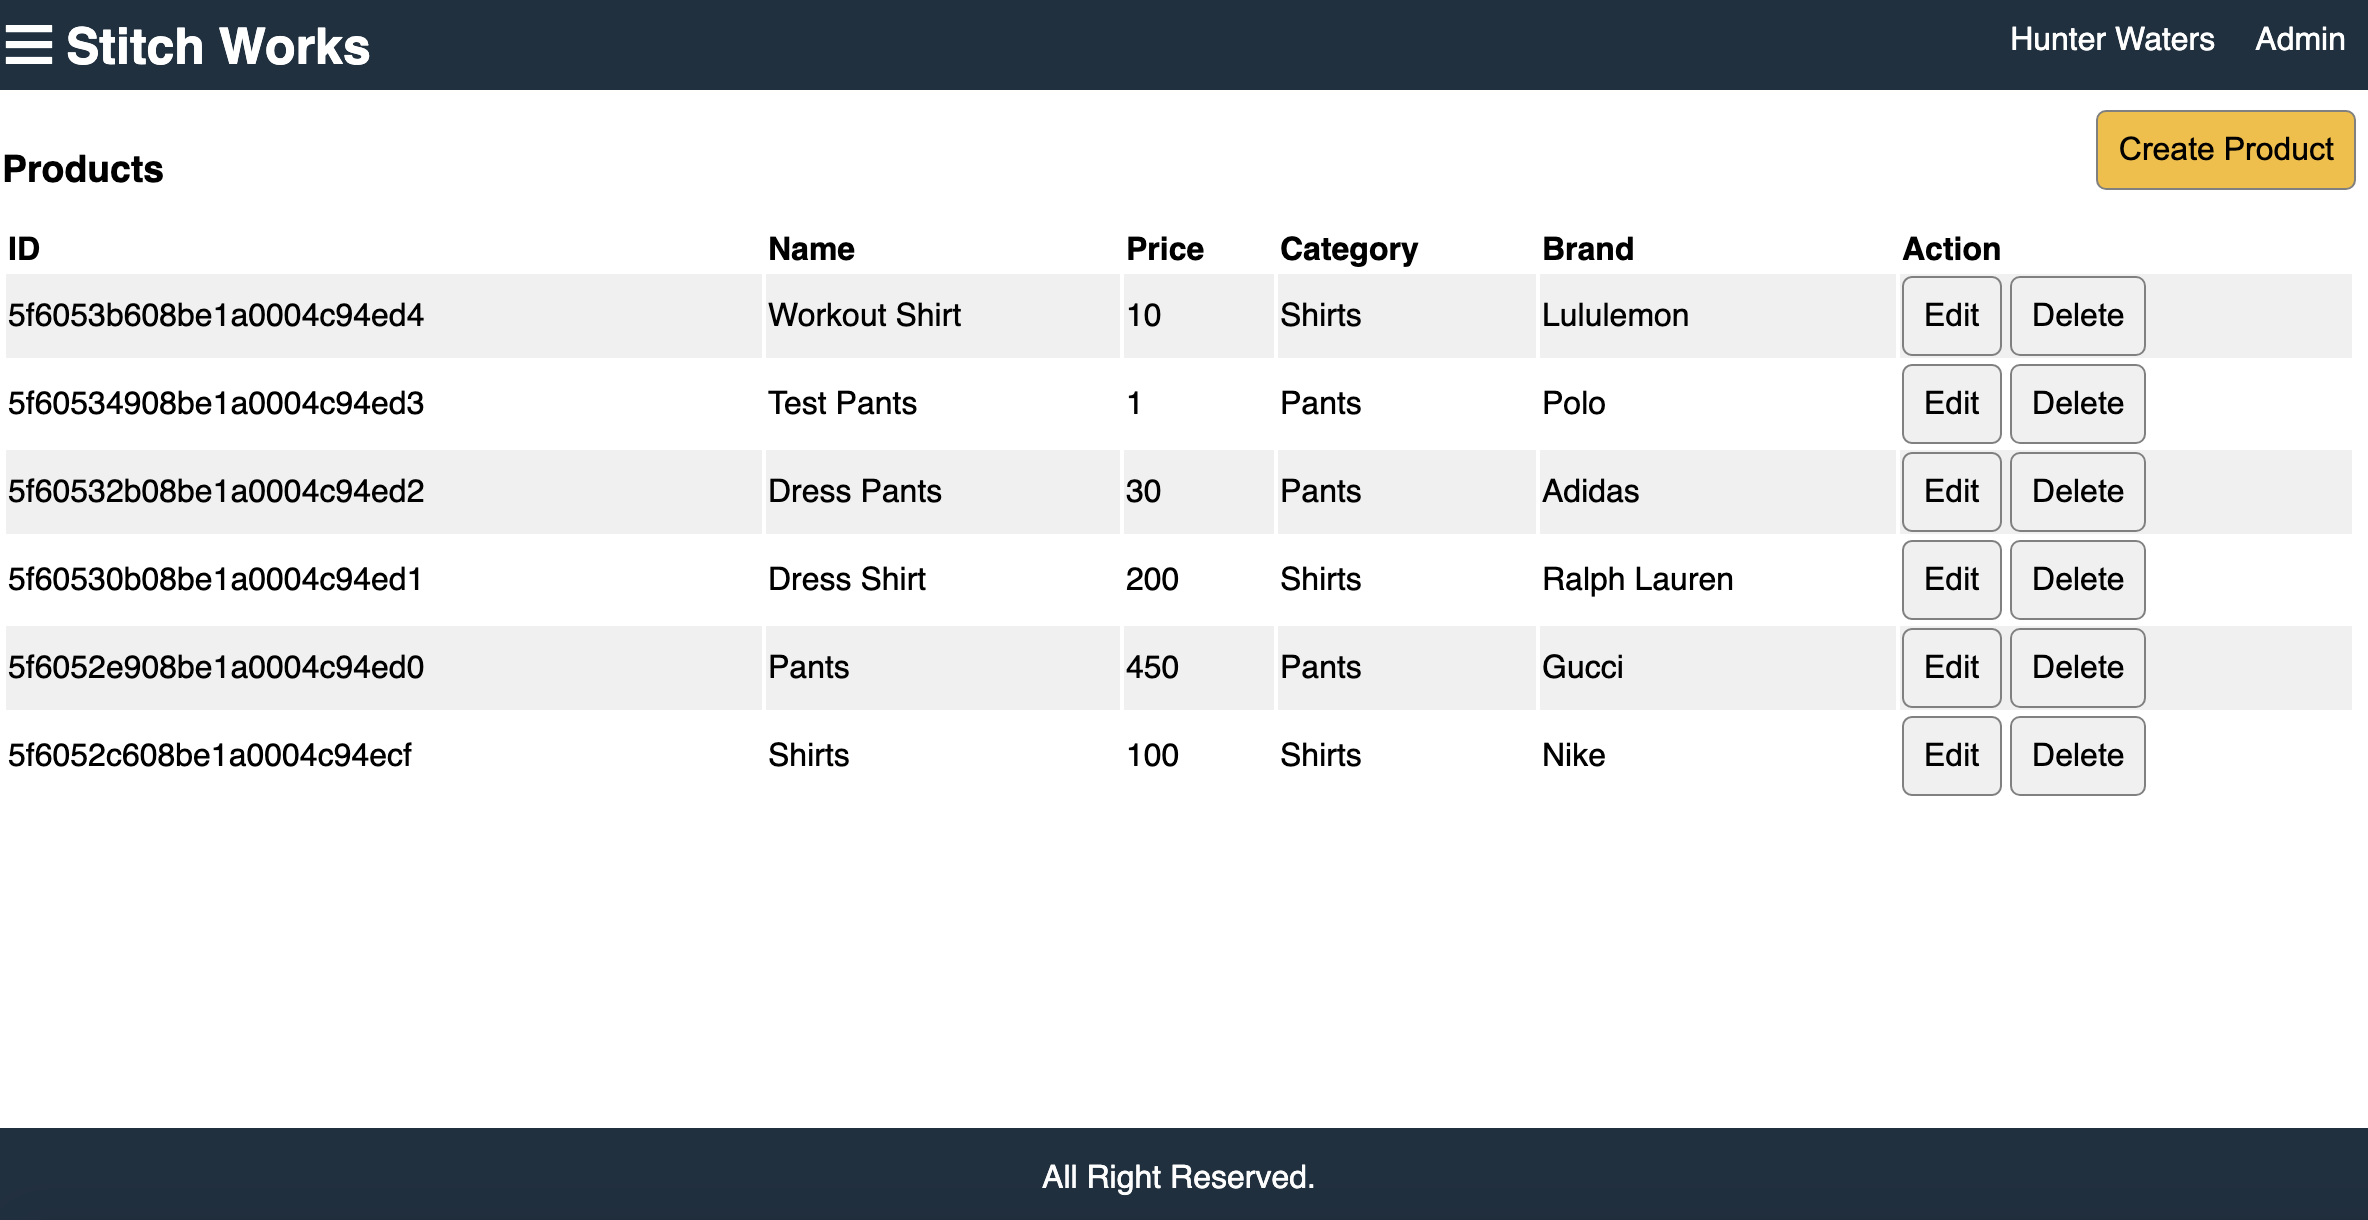 Stitch Works Hunter Waters Admin
Create Product
Products
ID Name Price Category Brand Action
5f6053b608be1a0004c94ed4 Workout Shirt 10 Shirts Lululemon Edit Delete
5f60534908be1a0004c94ed3 Test Pants 1 Pants Polo Edit Delete
5f60532b08be1a0004c94ed2 Dress Pants 30 Pants Adidas Edit Delete
5f60530b08be1a0004c94ed1 Dress Shirt 200 Shirts Ralph Lauren Edit Delete
5f6052e908be1a0004c94ed0 Pants 450 Pants Gucci Edit Delete
5f6052c608be1a0004c94ecf Shirts 100 Shirts Nike Edit Delete
All Right Reserved.